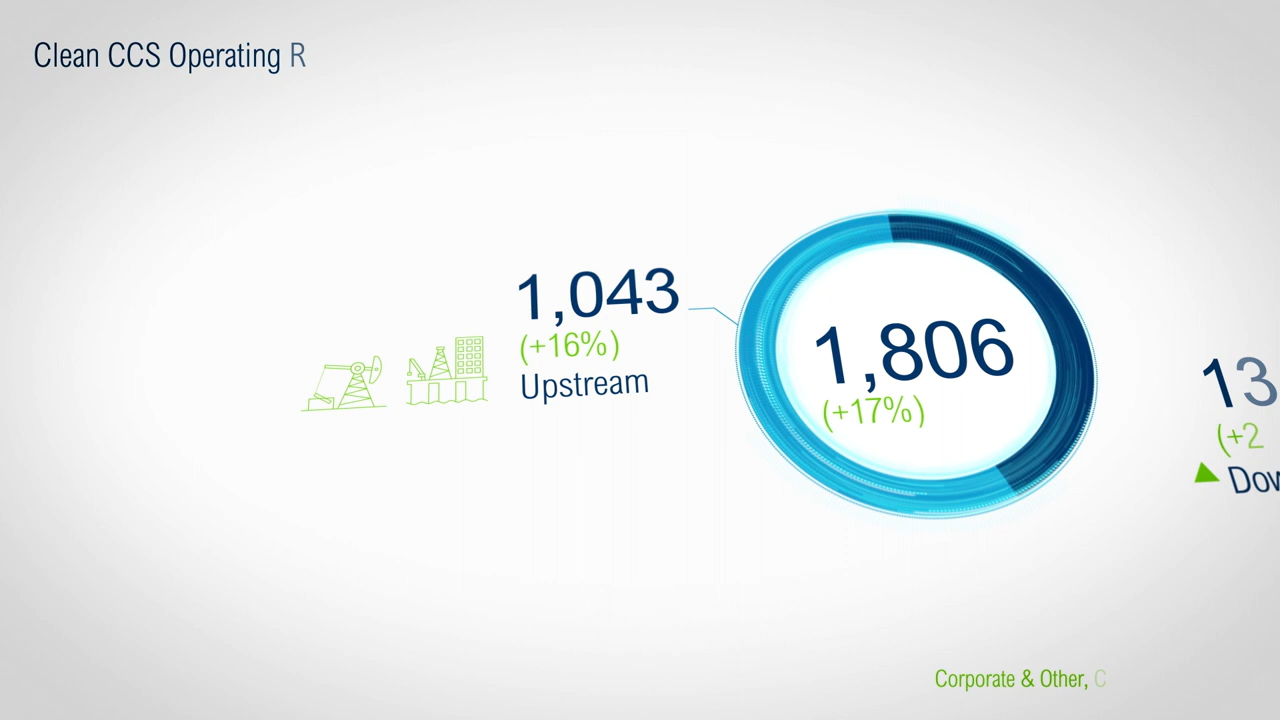 Clean CCS Operating R
1,043
(+16%)
Upstream
1,806
(+17%)
13
(+2
Dow
Corporate & Other, C